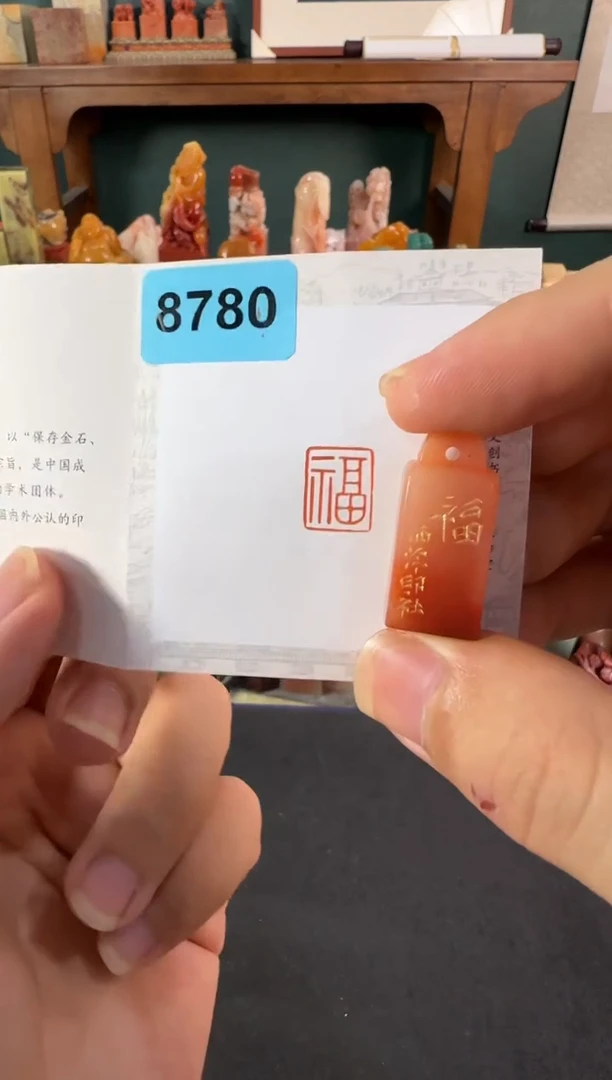 8780
以“保存金石、
宗旨，是中国成
学术团体。
海内外公认的印
福
福
西泠印社